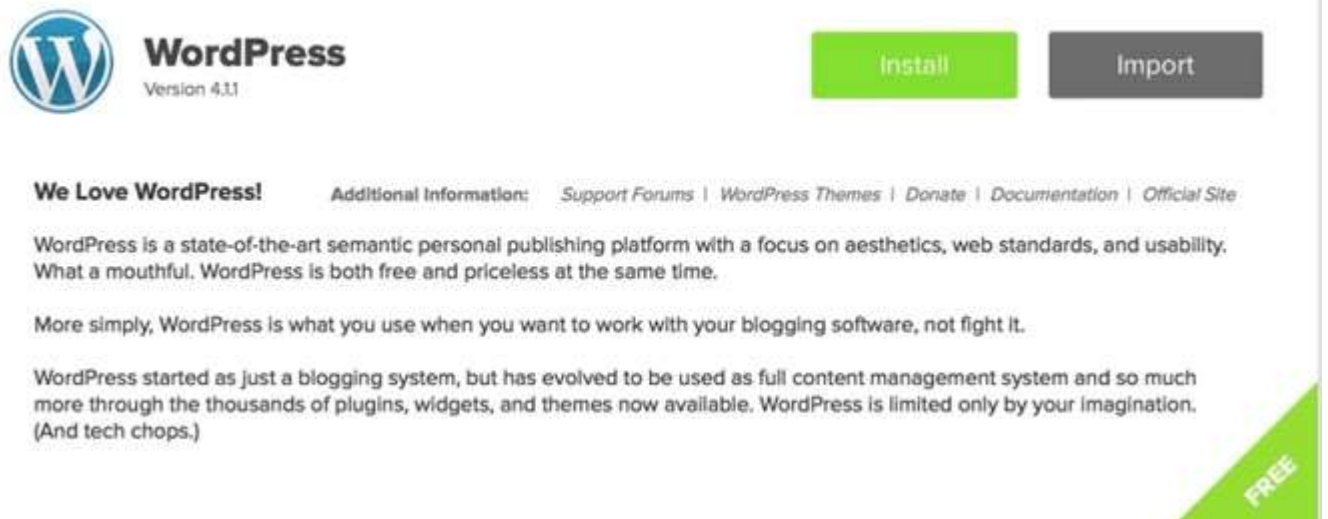 WordPress
Version 4.1.1
Install
Import
We Love WordPress! Additional Information: Support Forums | WordPress Themes | Donate | Documentation | Official Site
WordPress is a state-of-the-art semantic personal publishing platform with a focus on aesthetics, web standards, and usability.
What a mouthful. WordPress is both free and priceless at the same time.
More simply, WordPress is what you use when you want to work with your blogging software, not fight it.
WordPress started as just a blogging system, but has evolved to be used as full content management system and so much
more through the thousands of plugins, widgets, and themes now available. WordPress is limited only by your imagination.
(And tech chops.)
FREE